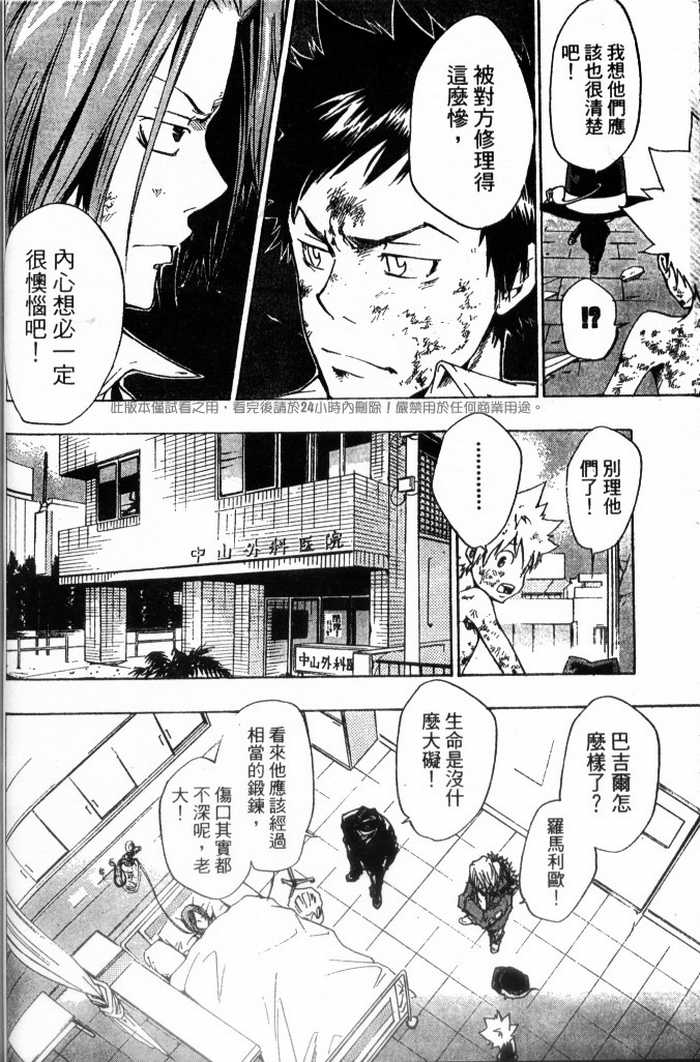 我想他們應
該也很清楚
吧！
!?
被對方修理得
這麼慘，
內心想必一定
很懊惱吧！
此版本僅試看之用，看完後請於24小時內刪除！嚴禁用於任何商業用途。
別理他
們了！
………
中山外科医院
中山外科医
巴吉爾怎
麼樣了？
羅馬利歐！
生命是沒什
麼大礙！
看來他應該經過
相當的鍛鍊，
傷口其實都
不深呢，老
大！